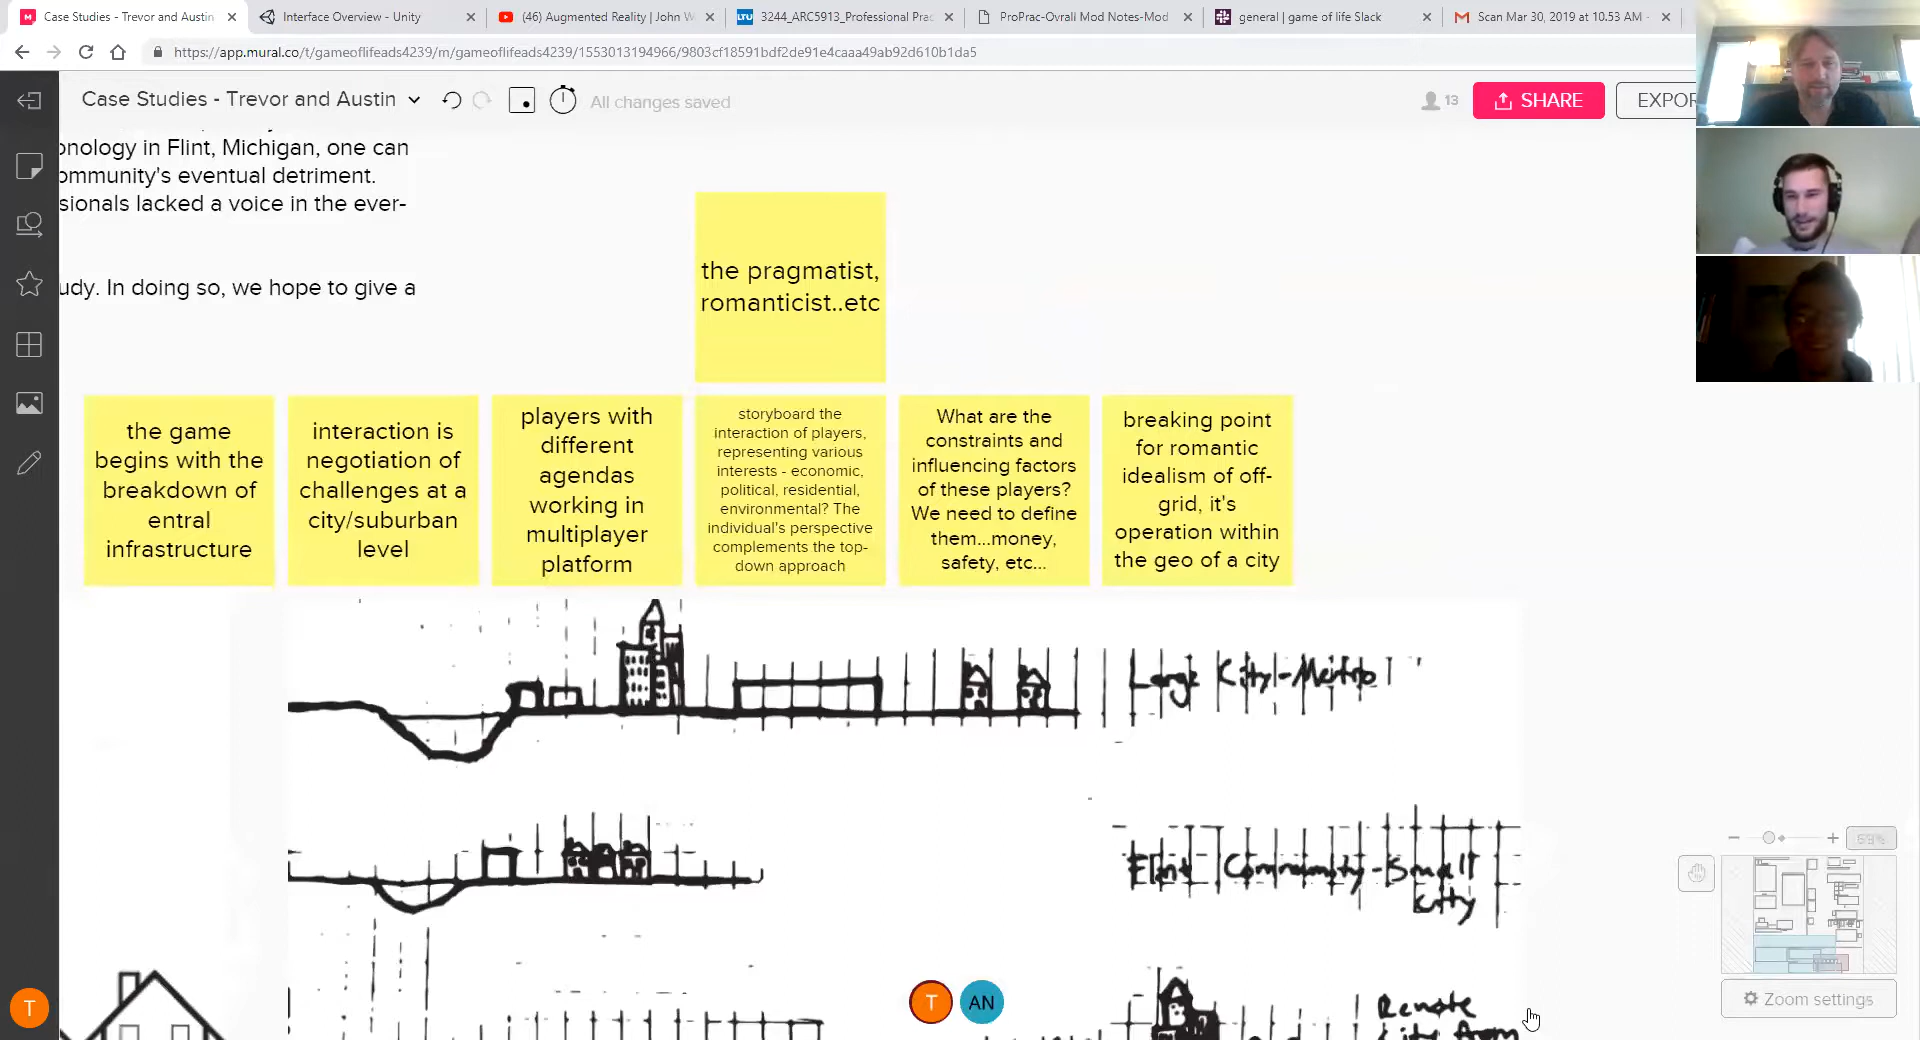 Case Studies - Trevor and Austin
Interface Overview - Unity
(46) Augmented Reality | John W
3244_ARC5913_Professional Prac
ProPrac-Ovrall Mod Notes-Mod
general | game of life Slack
Scan Mar 30, 2019 at 10.53 AM -
https://app.mural.co/t/gameoflifeads4239/m/gameoflifeads4239/1553013194966/9803cf18591bdf2de91e4caaa49ab92d610b1da5
Case Studies - Trevor and Austin
All changes saved
13
SHARE
EXPOR
onology in Flint, Michigan, one can
ommunity's eventual detriment.
sionals lacked a voice in the ever-
udy. In doing so, we hope to give a
the pragmatist,
romanticist..etc
the game
begins with the
breakdown of
entral
infrastructure
interaction is
negotiation of
challenges at a
city/suburban
level
players with
different
agendas
working in
multiplayer
platform
storyboard the
interaction of players,
representing various
interests - economic,
political, residential,
environmental? The
individual's perspective
complements the top-
down approach
What are the
constraints and
influencing factors
of these players?
We need to define
them...money,
safety, etc...
breaking point
for romantic
idealism of off-
grid, it's
operation within
the geo of a city
Large City-Metro
Flint Community-Small
City
Remote
City from
T
T
AN
Zoom settings